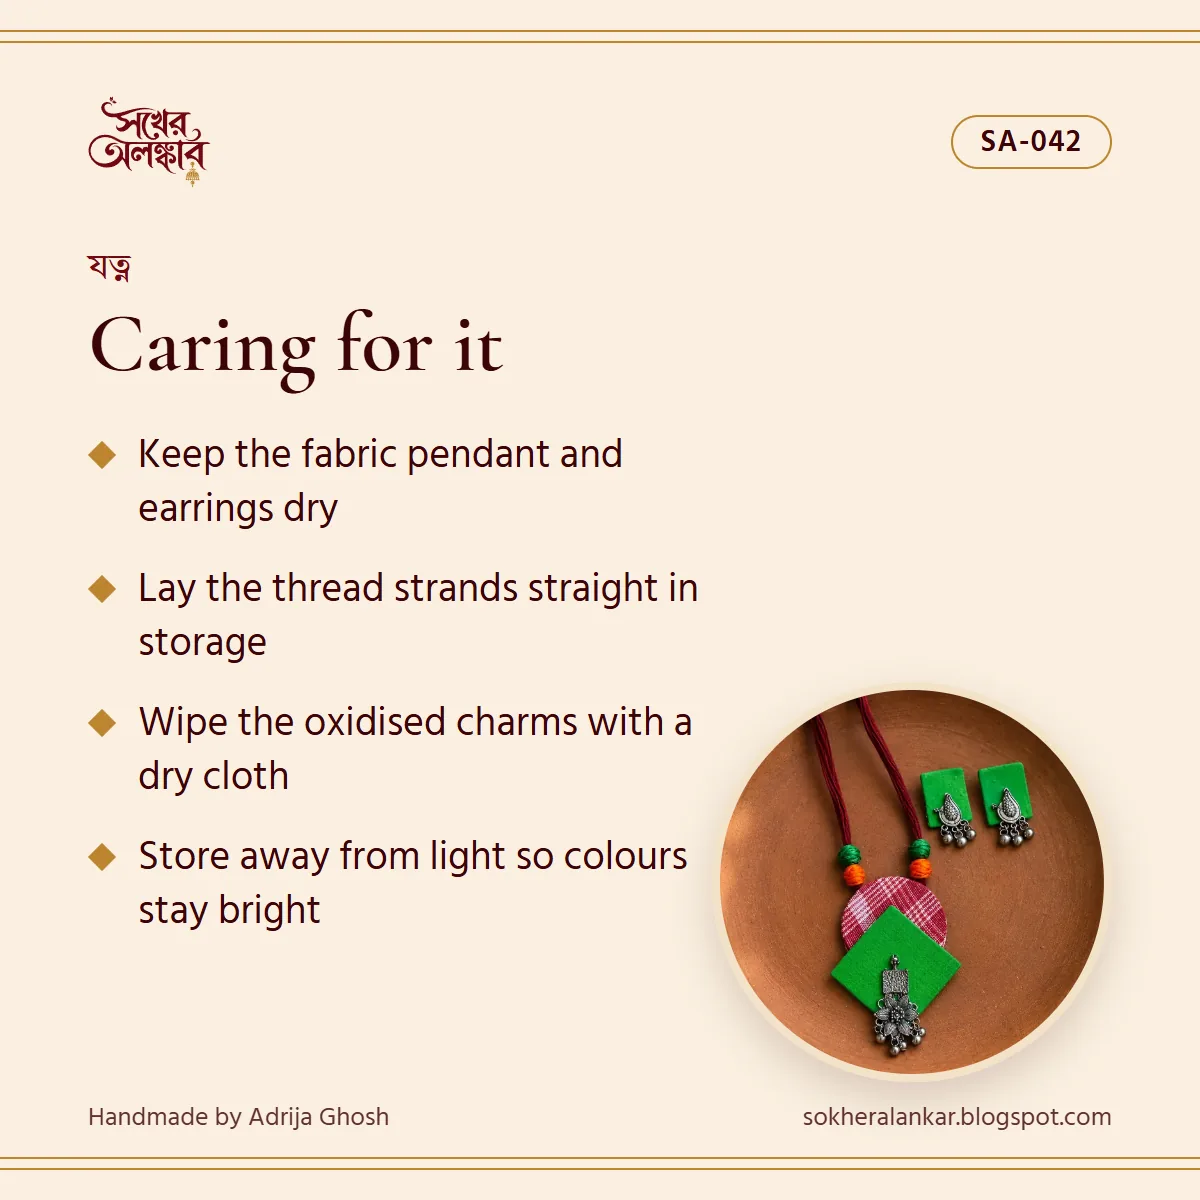 সখের
অলঙ্কার
SA-042
যত্ন
Caring for it
Keep the fabric pendant and
earrings dry
Lay the thread strands straight in
storage
Wipe the oxidised charms with a
dry cloth
Store away from light so colours
stay bright
Handmade by Adrija Ghosh
sokheralankar.blogspot.com